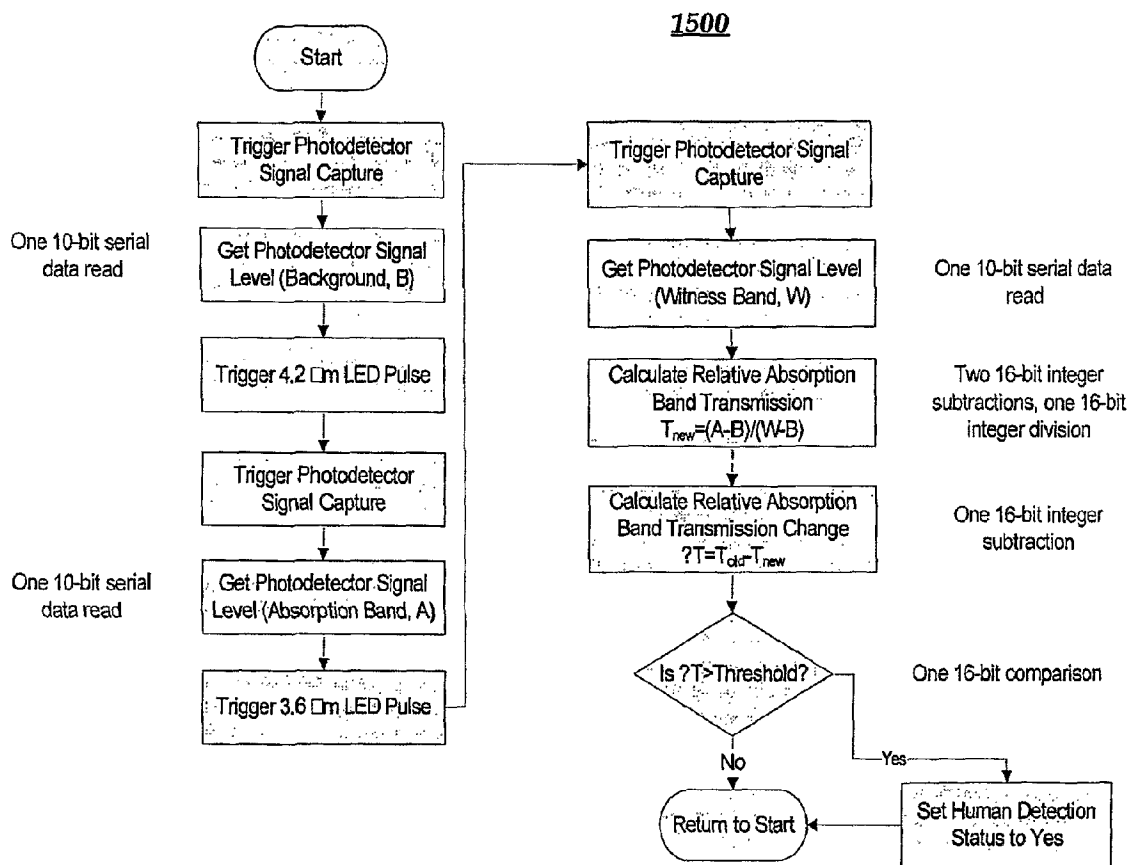 1500
Start
Trigger Photodetector
Signal Capture
One 10-bit serial
data read
Get Photodetector Signal
Level (Background, B)
Trigger 4.2 □m LED Pulse
Trigger Photodetector
Signal Capture
One 10-bit serial
data read
Get Photodetector Signal
Level (Absorption Band, A)
Trigger 3.6 □m LED Pulse
Trigger Photodetector Signal
Capture
Get Photodetector Signal Level
(Witness Band, W)
One 10-bit serial data
read
Calculate Relative Absorption
Band Transmission
Tnew=(A-B)/(W-B)
Two 16-bit integer
subtractions, one 16-bit
integer division
Calculate Relative Absorption
Band Transmission Change
?T=Told-Tnew
One 16-bit integer
subtraction
Is ?T>Threshold?
One 16-bit comparison
Yes
No
Return to Start
Set Human Detection
Status to Yes